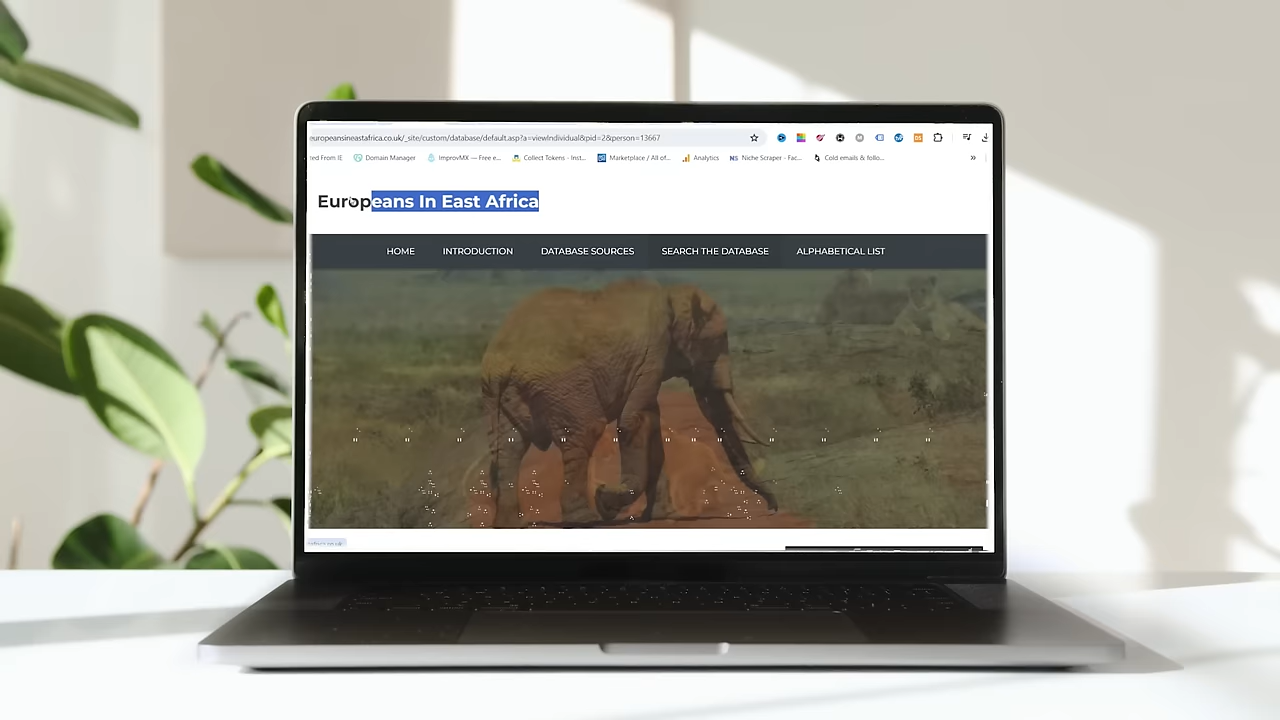 europeansineastafrica.co.uk/_site/custom/database/default.asp?a=viewIndividual&pid=2&person=13667
ted From IE Domain Manager ImprovMX — Free e... Collect Tokens - Inst... Marketplace / All of... Analytics NS Niche Scraper - Fac... Cold emails & follo... »
Europeans In East Africa
HOME INTRODUCTION DATABASE SOURCES SEARCH THE DATABASE ALPHABETICAL LIST